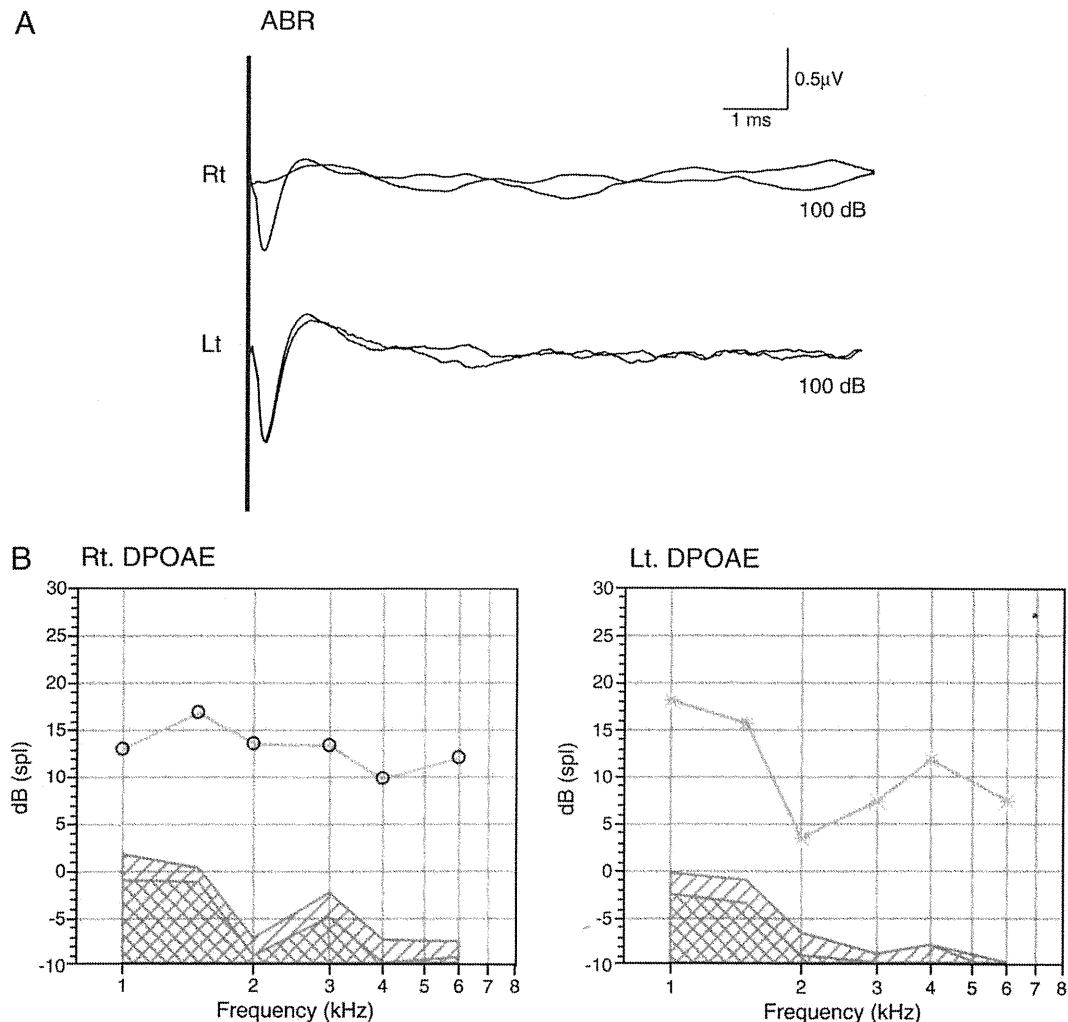 A
ABR
0.5μV
1 ms
Rt
100 dB
Lt
100 dB
B
Rt. DPOAE
30
25
20
15
10
5
0
-5
-10
dB (spl)
1 2 3 4 5 6 7 8
Frequency (kHz)
Lt. DPOAE
30
25
20
15
10
5
0
-5
-10
dB (spl)
1 2 3 4 5 6 7 8
Frequency (kHz)